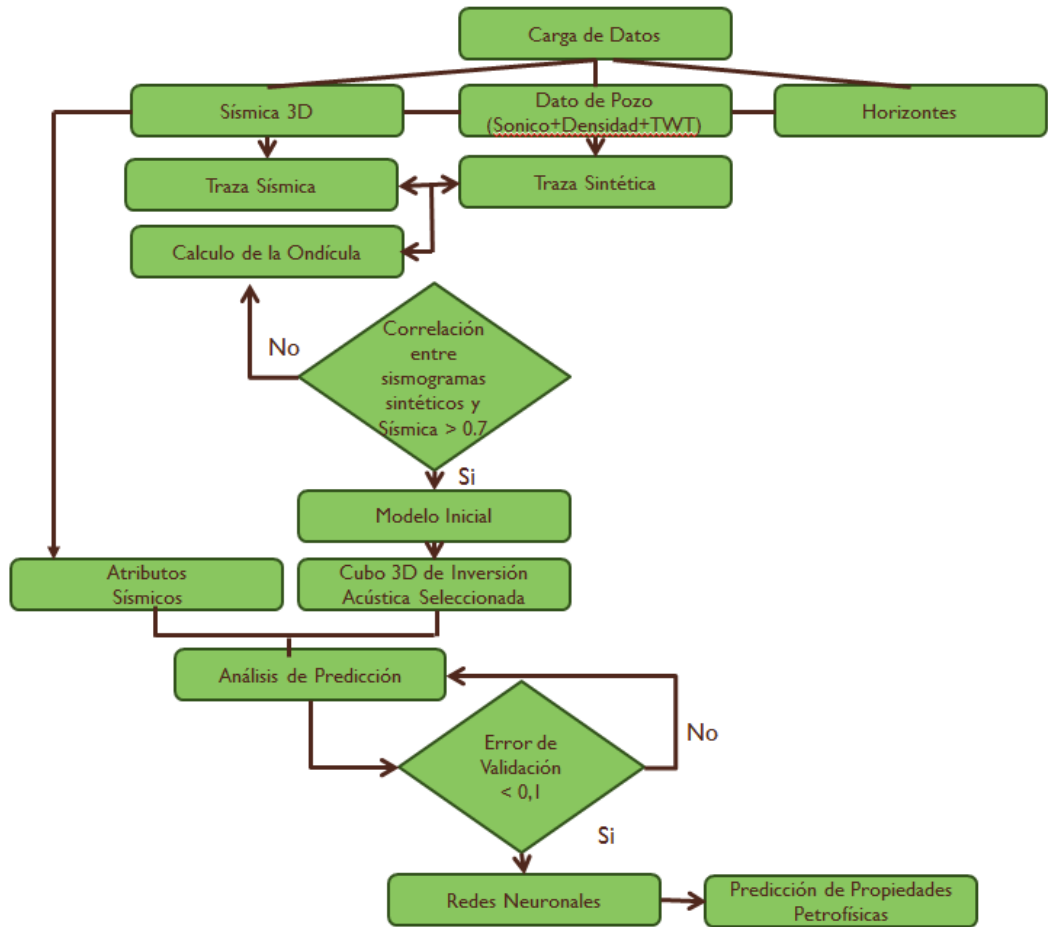 Carga de Datos
Sísmica 3D
Dato de Pozo
(Sonico+Densidad+TWT)
Horizontes
Traza Sísmica
Traza Sintética
Calculo de la Ondícula
No
Correlación
entre
sismogramas
sintéticos y
Sísmica > 0.7
Si
Modelo Inicial
Atributos
Sísmicos
Cubo 3D de Inversión
Acústica Seleccionada
Análisis de Predicción
No
Error de
Validación
< 0,1
Si
Redes Neuronales
Predicción de Propiedades
Petrofísicas